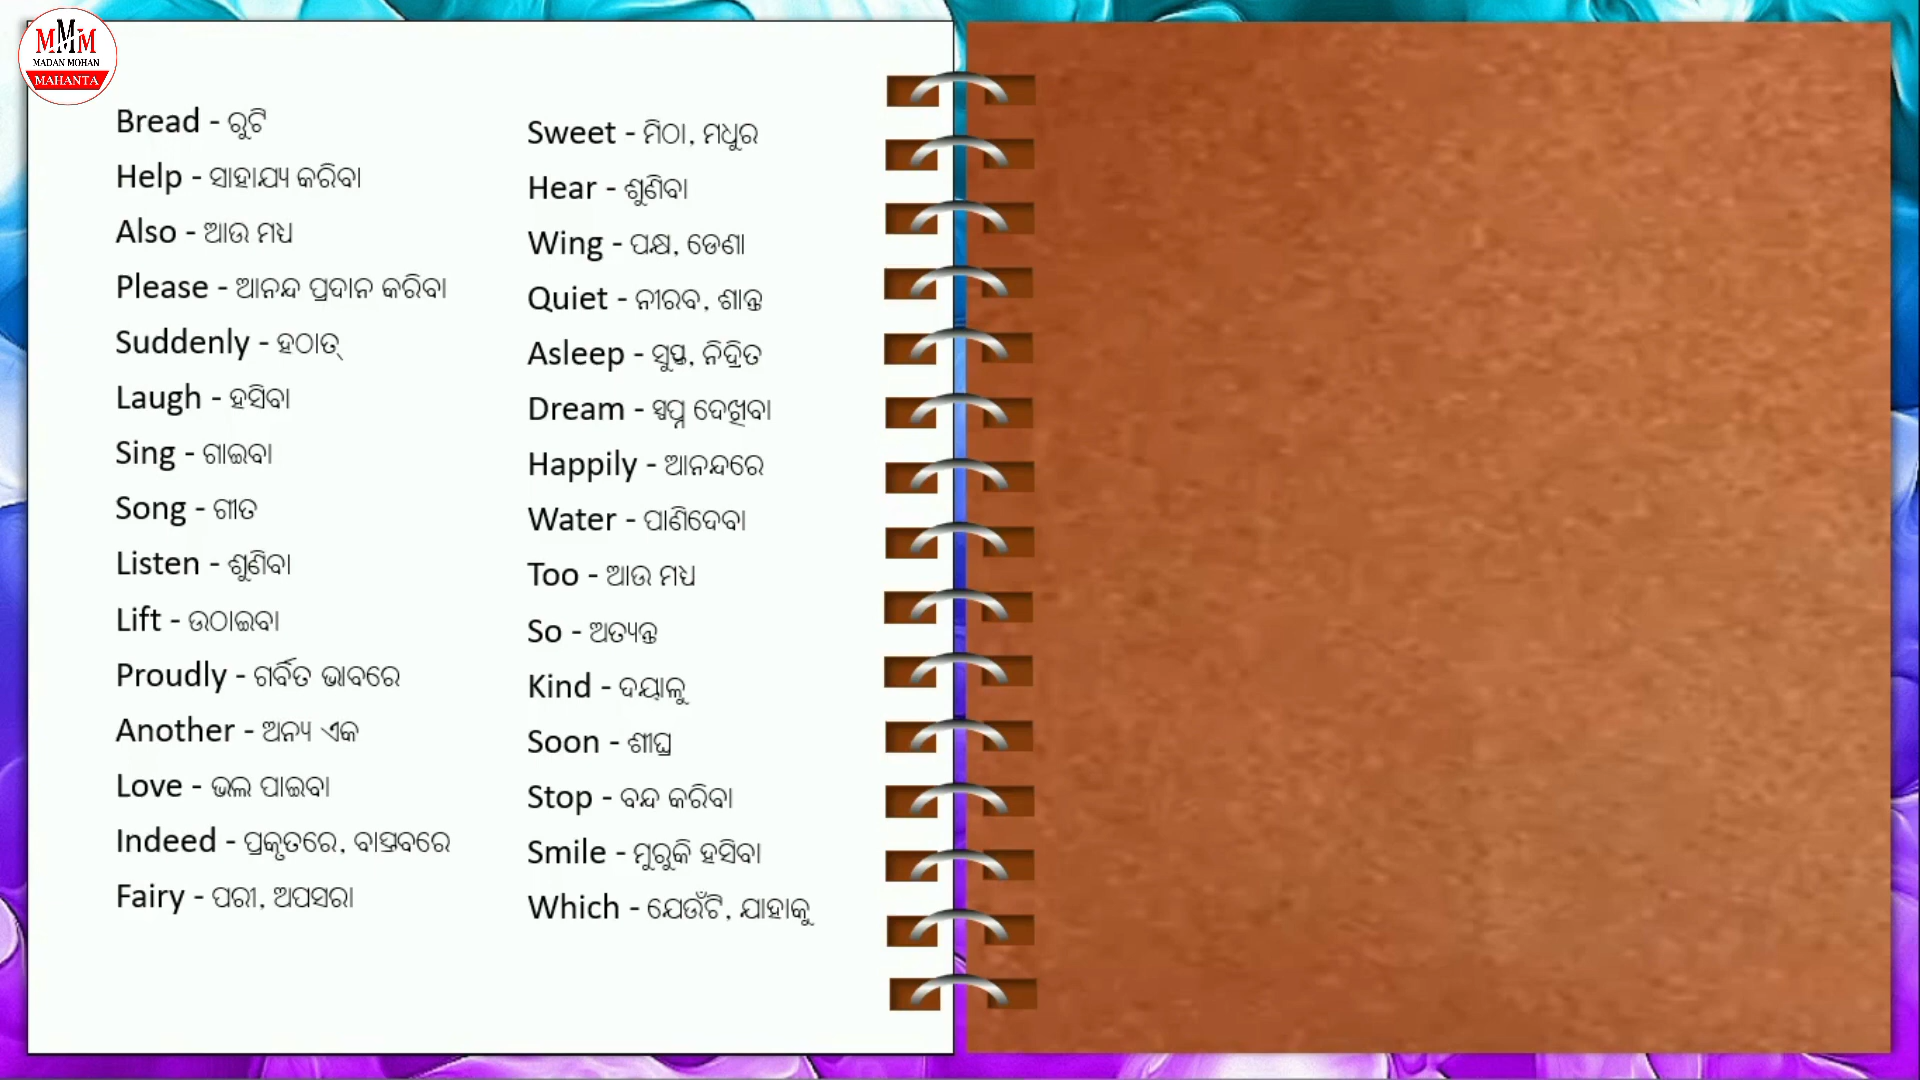 MMM
MADAN MOHAN
MAHANTA
Bread - ରୁଟି
Help - ସାହାଯ୍ୟ କରିବା
Also - ଆଉ ମଧ୍ୟ
Please - ଆନନ୍ଦ ପ୍ରଦାନ କରିବା
Suddenly - ହଠାତ୍
Laugh - ହସିବା
Sing - ଗାଇବା
Song - ଗୀତ
Listen - ଶୁଣିବା
Lift - ଉଠାଇବା
Proudly - ଗର୍ବିତ ଭାବରେ
Another - ଅନ୍ୟ ଏକ
Love - ଭଲ ପାଇବା
Indeed - ପ୍ରକୃତରେ, ବାସ୍ତବରେ
Fairy - ପରୀ, ଅପସରା
Sweet - ମିଠା, ମଧୁର
Hear - ଶୁଣିବା
Wing - ପକ୍ଷ, ଡେଣା
Quiet - ନୀରବ, ଶାନ୍ତ
Asleep - ସୁପ୍ତ, ନିଦ୍ରିତ
Dream - ସ୍ୱପ୍ନ ଦେଖିବା
Happily - ଆନନ୍ଦରେ
Water - ପାଣିଦେବା
Too - ଆଉ ମଧ୍ୟ
So - ଅତ୍ୟନ୍ତ
Kind - ଦୟାଳୁ
Soon - ଶୀଘ୍ର
Stop - ବନ୍ଦ କରିବା
Smile - ମୁରୁକି ହସିବା
Which - ଯେଉଁଟି, ଯାହାକୁ